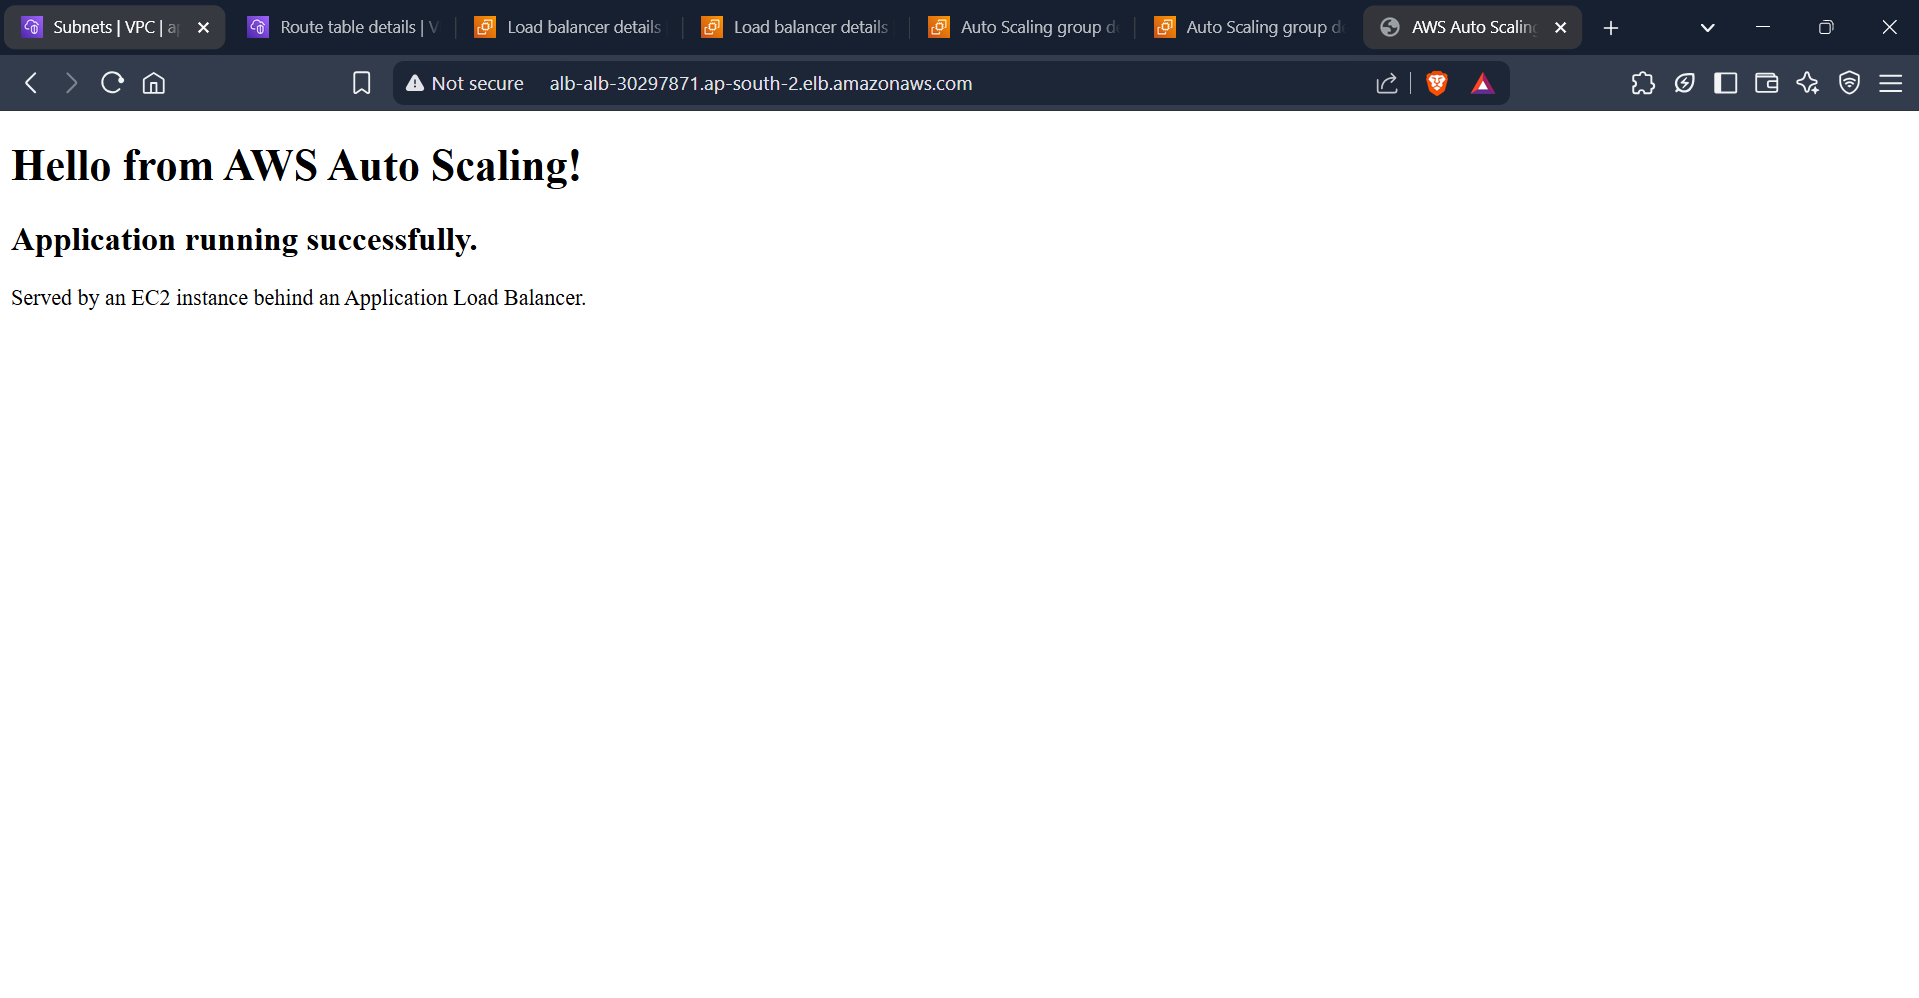 Subnets | VPC | a
Route table details | V
Load balancer details
Load balancer details
Auto Scaling group d
Auto Scaling group d
AWS Auto Scaling
Not secure
alb-alb-30297871.ap-south-2.elb.amazonaws.com
Hello from AWS Auto Scaling!
Application running successfully.
Served by an EC2 instance behind an Application Load Balancer.